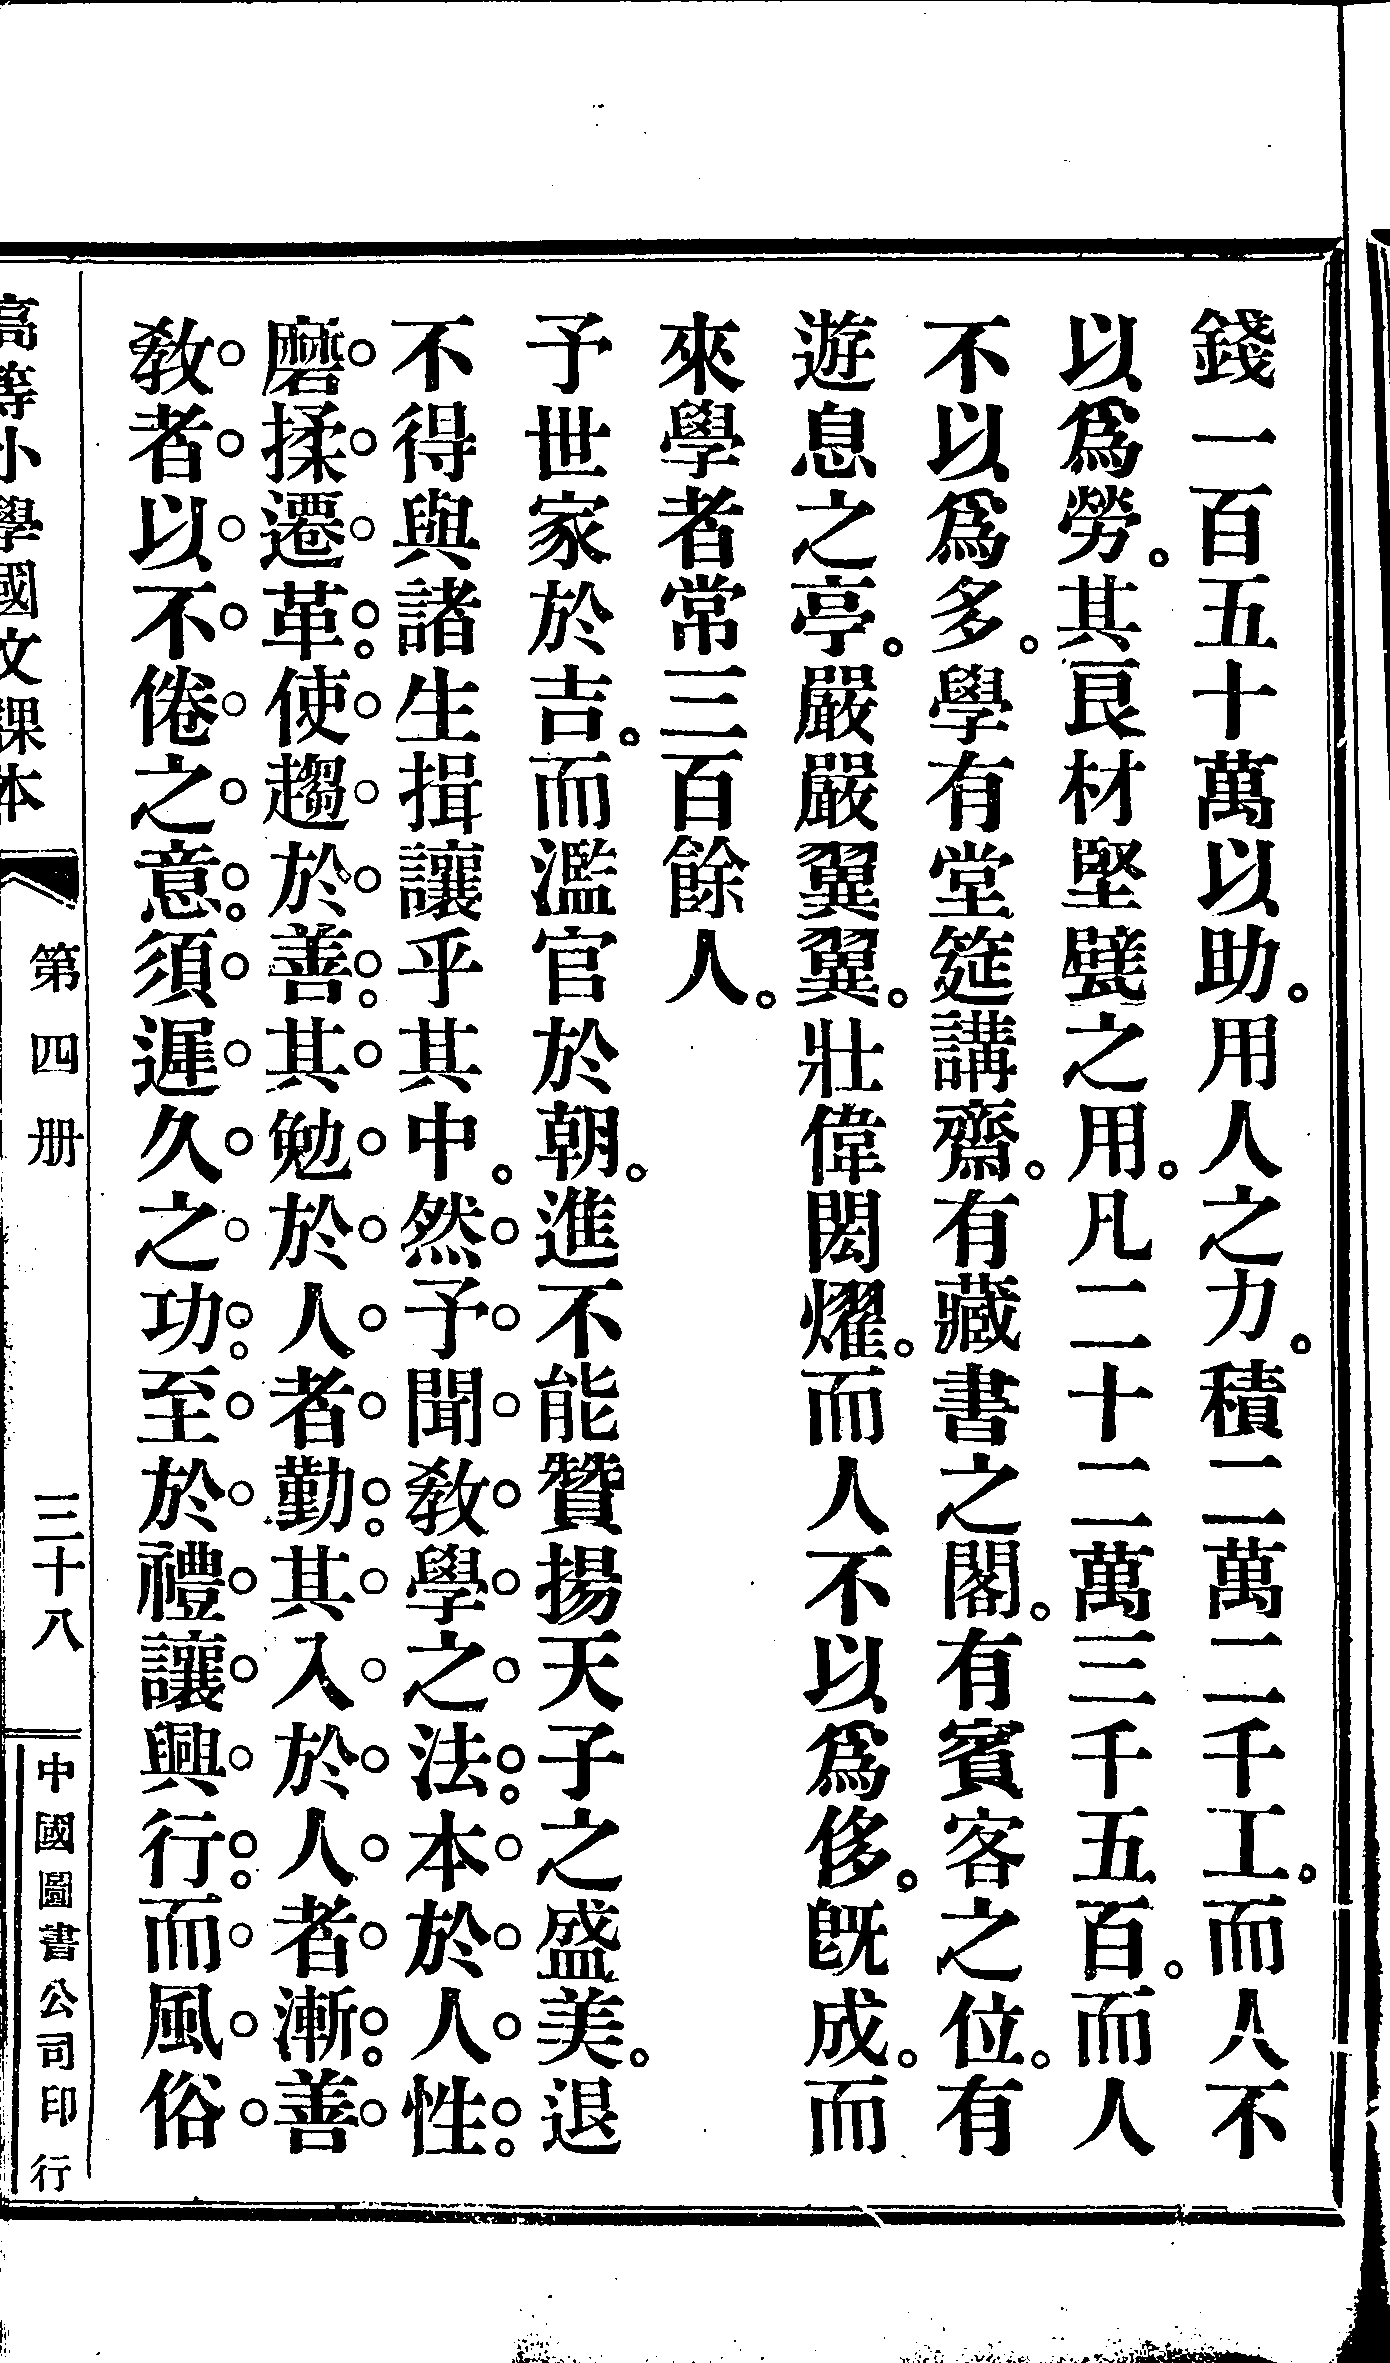 錢一百五十萬以助。用人之力。積二萬二千工。而人不
以爲勞。其良材堅甓之用。凡二十二萬三千五百。而人
不以爲多。學有堂筵講齋。有藏書之閣。有賓客之位。有
遊息之亭。嚴嚴翼翼。壯偉閎耀。而人不以爲侈。旣成。而
來學者常三百餘人。
予世家於吉。而濫官於朝。進不能贊揚天子之盛美。退
不得與諸生揖讓乎其中。然予聞敎學之法。本於人性。
磨揉遷革。使趨於善。其勉於人者勤。其入於人者漸。善
敎者以不倦之意。須遲久之功。至於禮讓興行。而風俗
高等小學國文課本
第四册
三十八
中國圖書公司印行